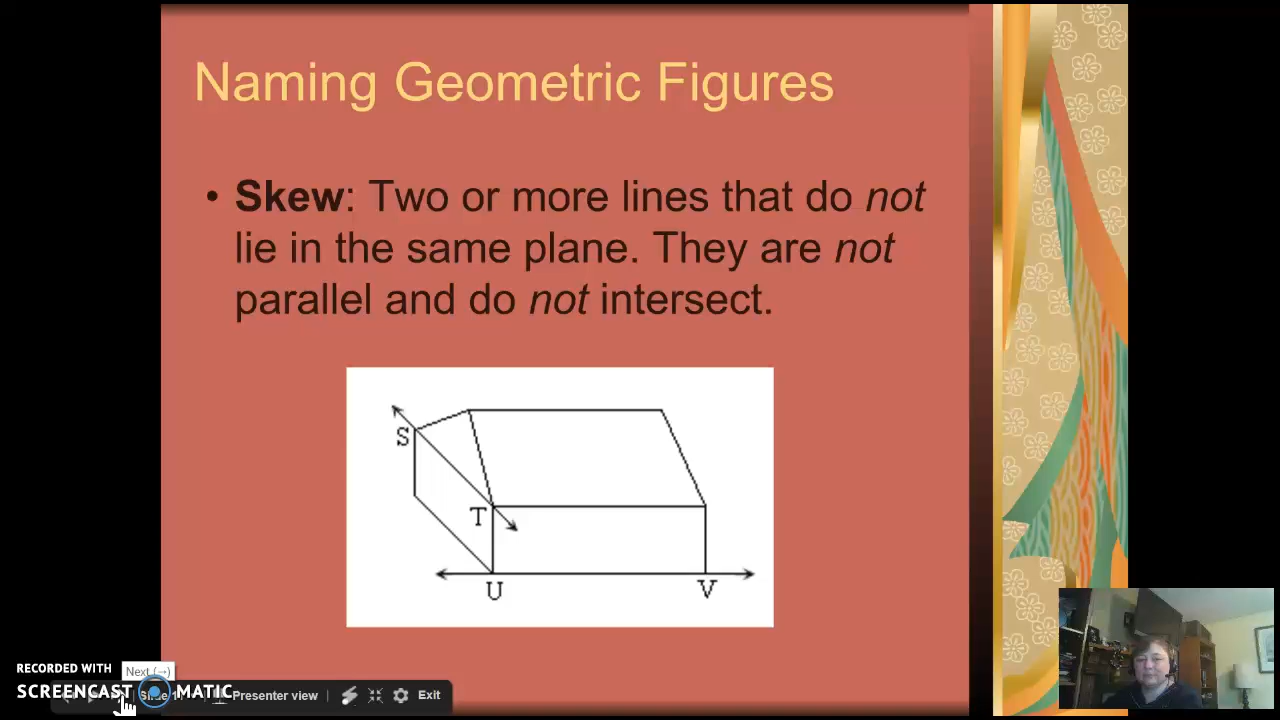 Naming Geometric Figures
• Skew: Two or more lines that do not
lie in the same plane. They are not
parallel and do not intersect.
S
T
U
V
RECORDED WITH
SCREENCAST MATIC
Next (→)
Presenter view
Exit